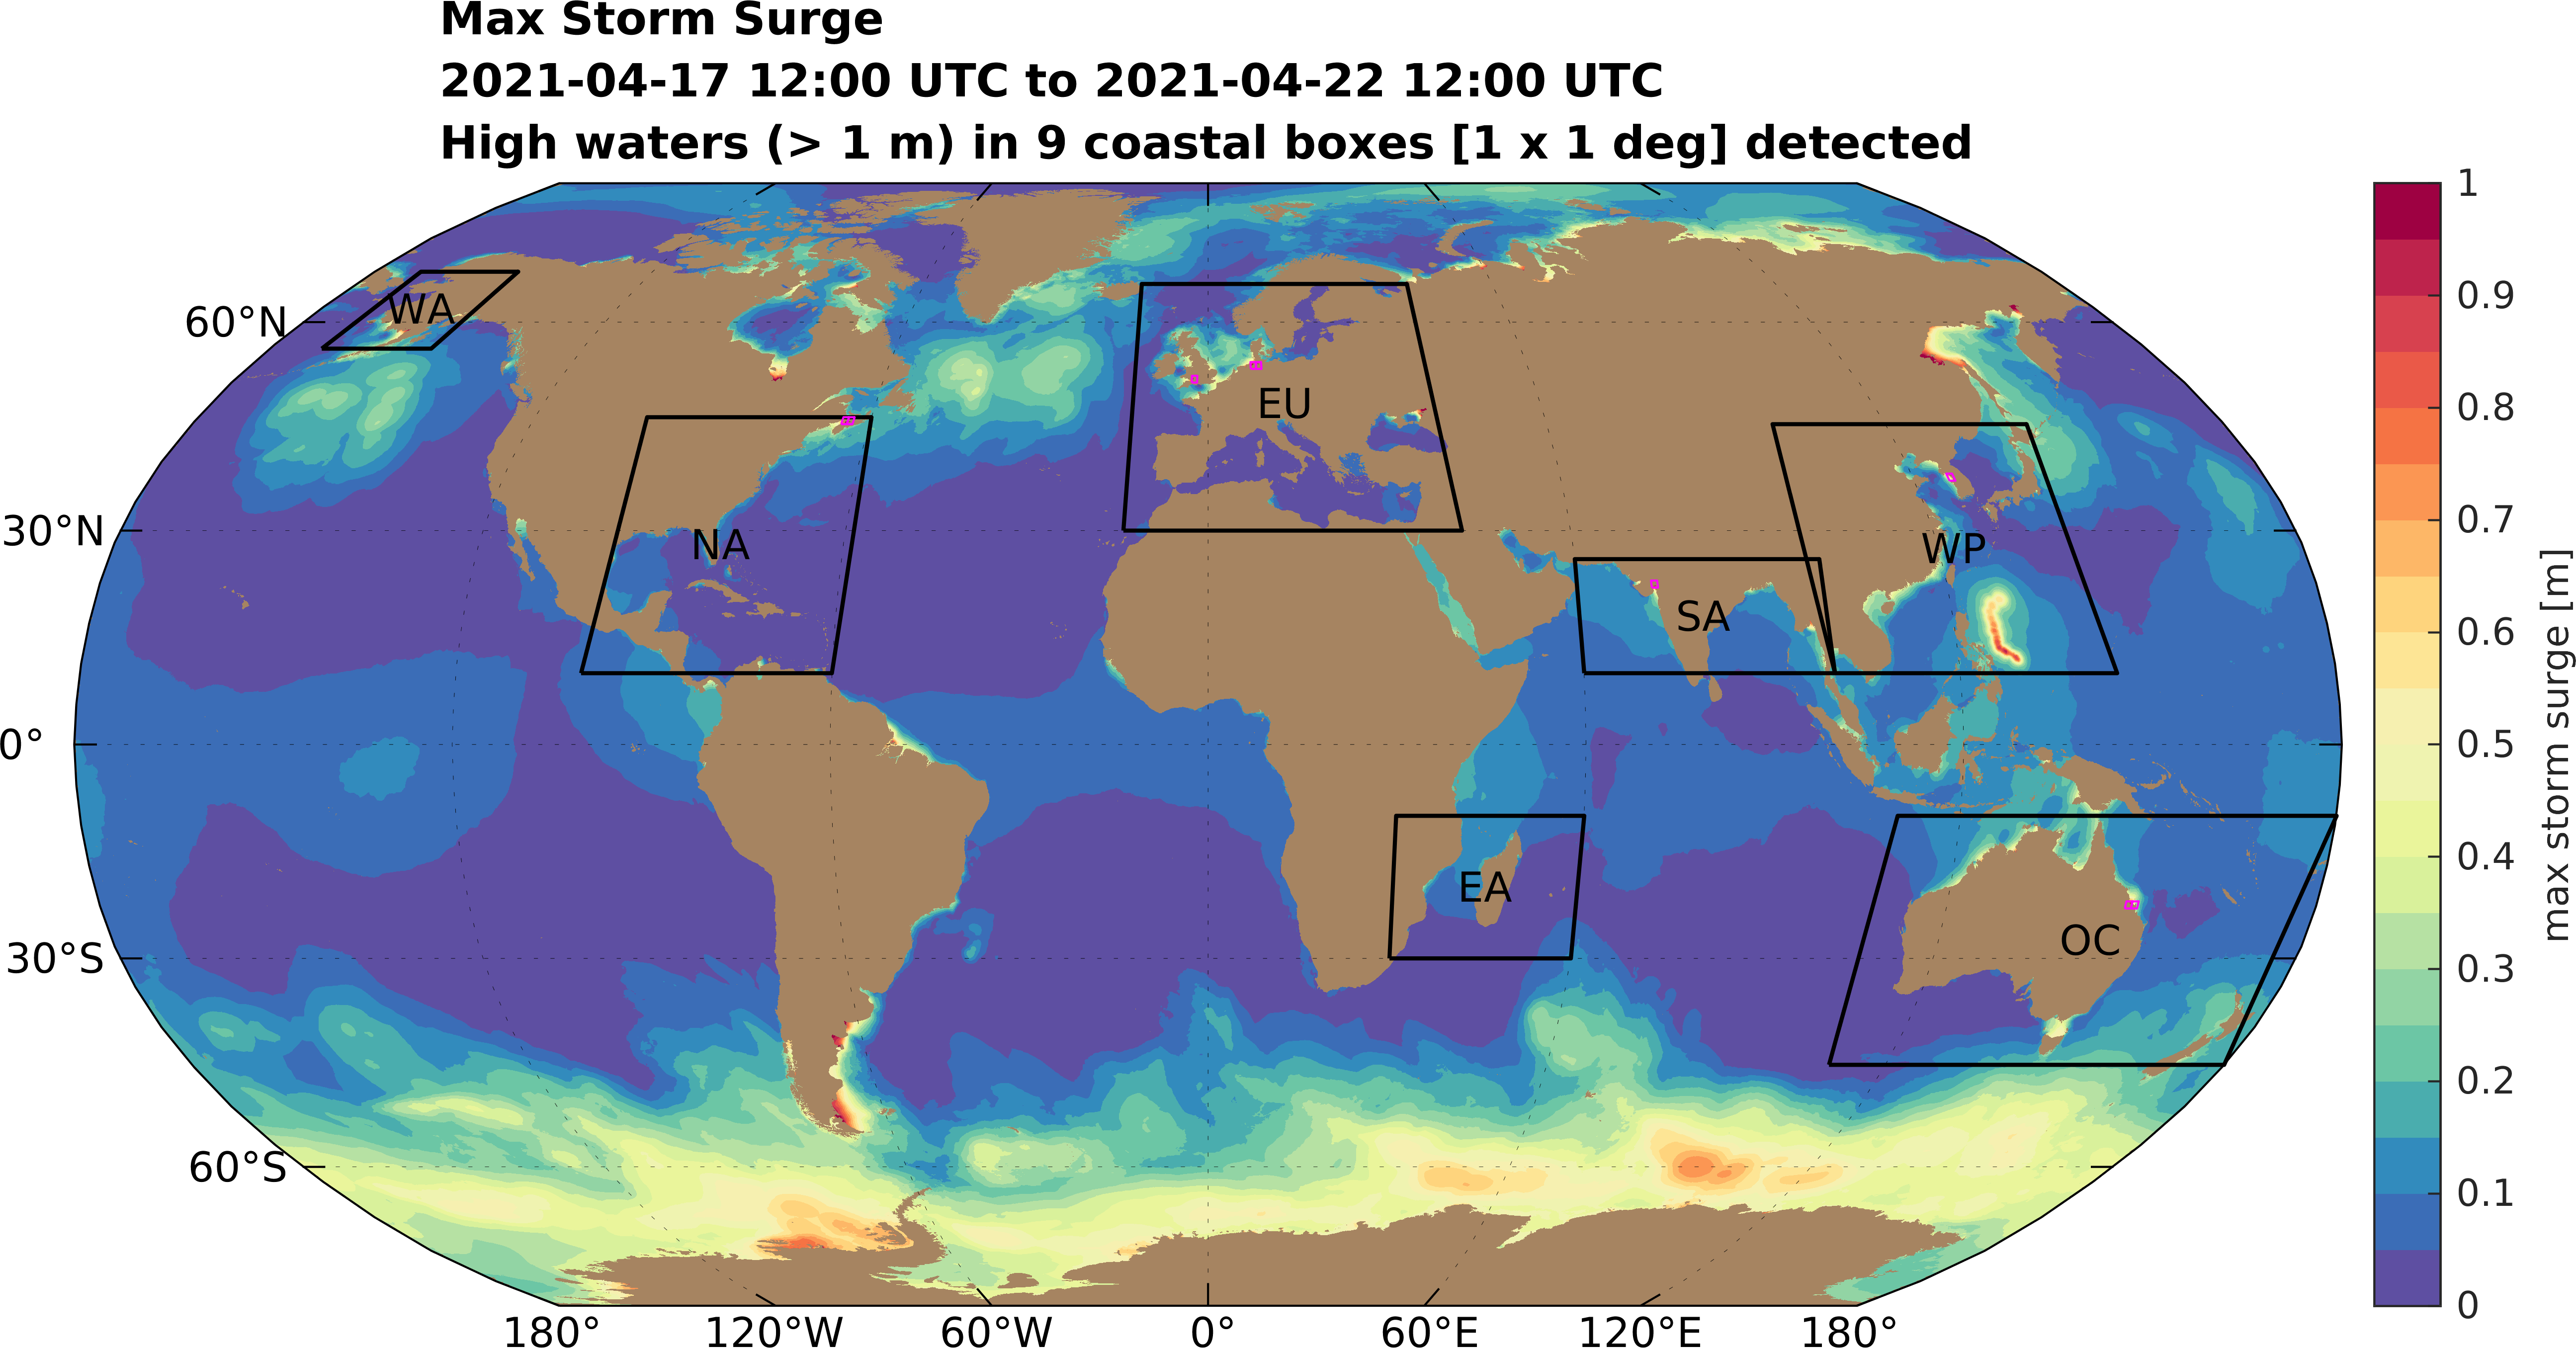 Max Storm Surge
2021-04-17 12:00 UTC to 2021-04-22 12:00 UTC
High waters (> 1 m) in 9 coastal boxes [1 x 1 deg] detected
60°N
30°N
0°
30°S
60°S
WA
NA
EU
SA
WP
EA
OC
180°
120°W
60°W
0°
60°E
120°E
180°
1
0.9
0.8
0.7
0.6
0.5
0.4
0.3
0.2
0.1
0
max storm surge [m]